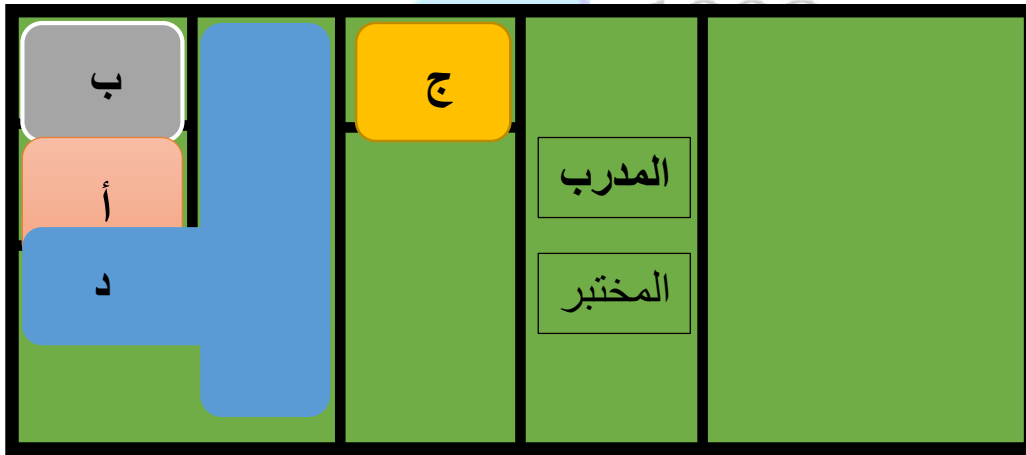 ج
ب
المدرب
أ
د
المختبر